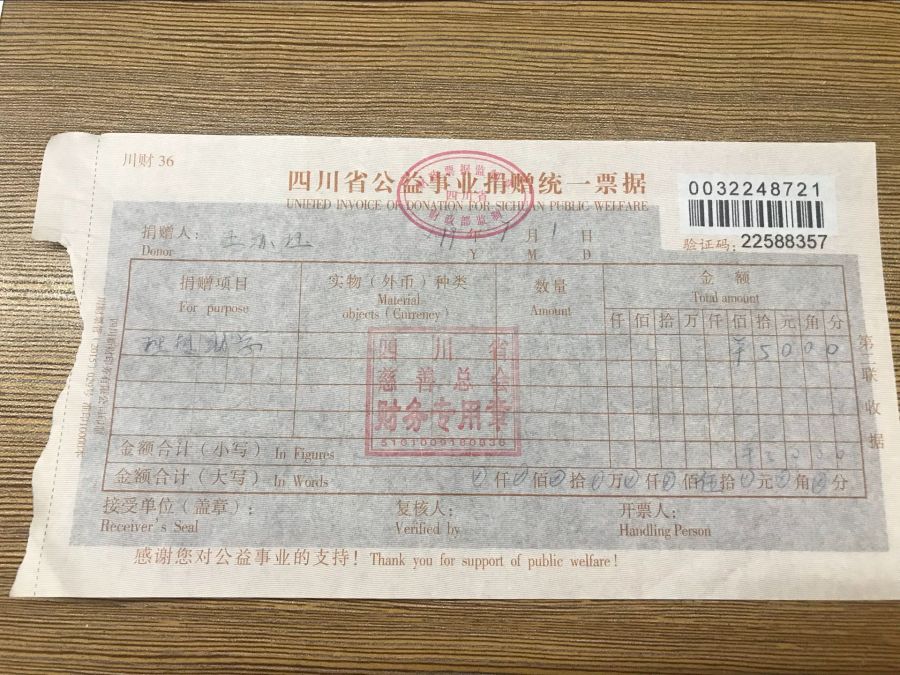 川财 36
四川省公益事业捐赠统一票据
UNIFIED INVOICE OF DONATION FOR SICHUAN PUBLIC WELFARE
0032248721
验证码: 22588357
捐赠人:
年 7 月 1 日
Donor Y M D
捐赠项目 实物（外币）种类 数量 金 额
For purpose Material objects (Currency) Amount Total amount
仟 佰 拾 万 仟 佰 拾 元 角 分
¥ 5 0 0 0
四川省
慈善总会
财务专用章
金额合计（小写） In Figures
金额合计（大写） In Words 仟 佰 拾 万 仟 佰 拾 元 角 分
接受单位（盖章）: 复核人: 开票人:
Receiver's Seal Verified by Handling Person
感谢您对公益事业的支持！ Thank you for support of public welfare!
第二联 收据